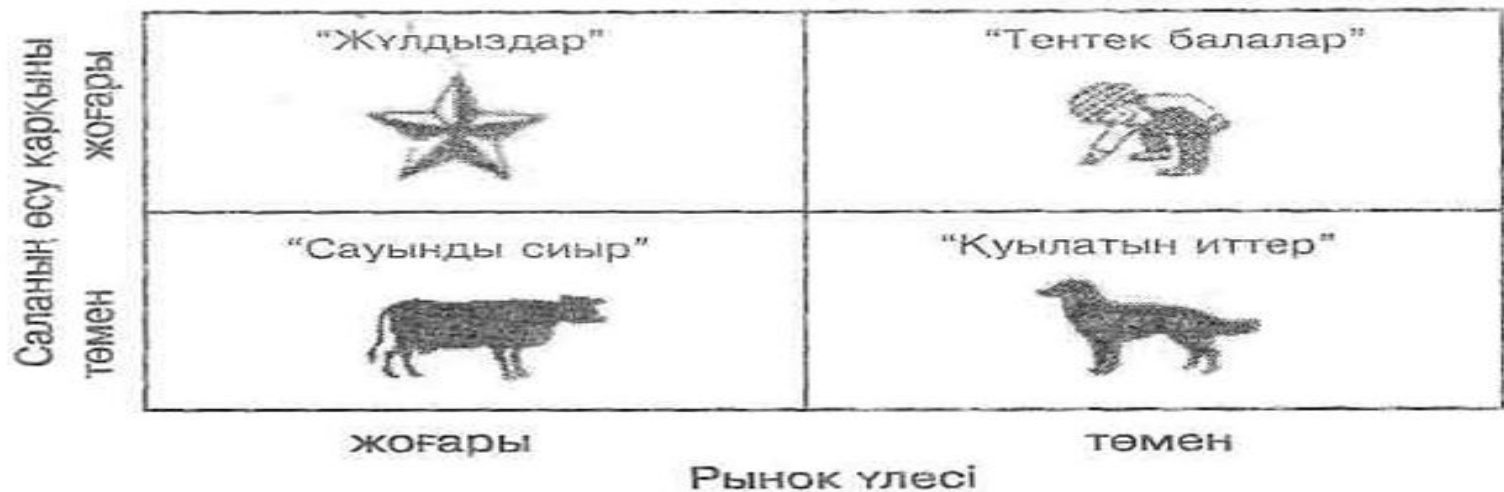 Саланың өсу қарқыны
жоғары
төмен
"Жұлдыздар"
"Тентек балалар"
"Сауынды сиыр"
"Қуылатын иттер"
жоғары
төмен
Рынок үлесі